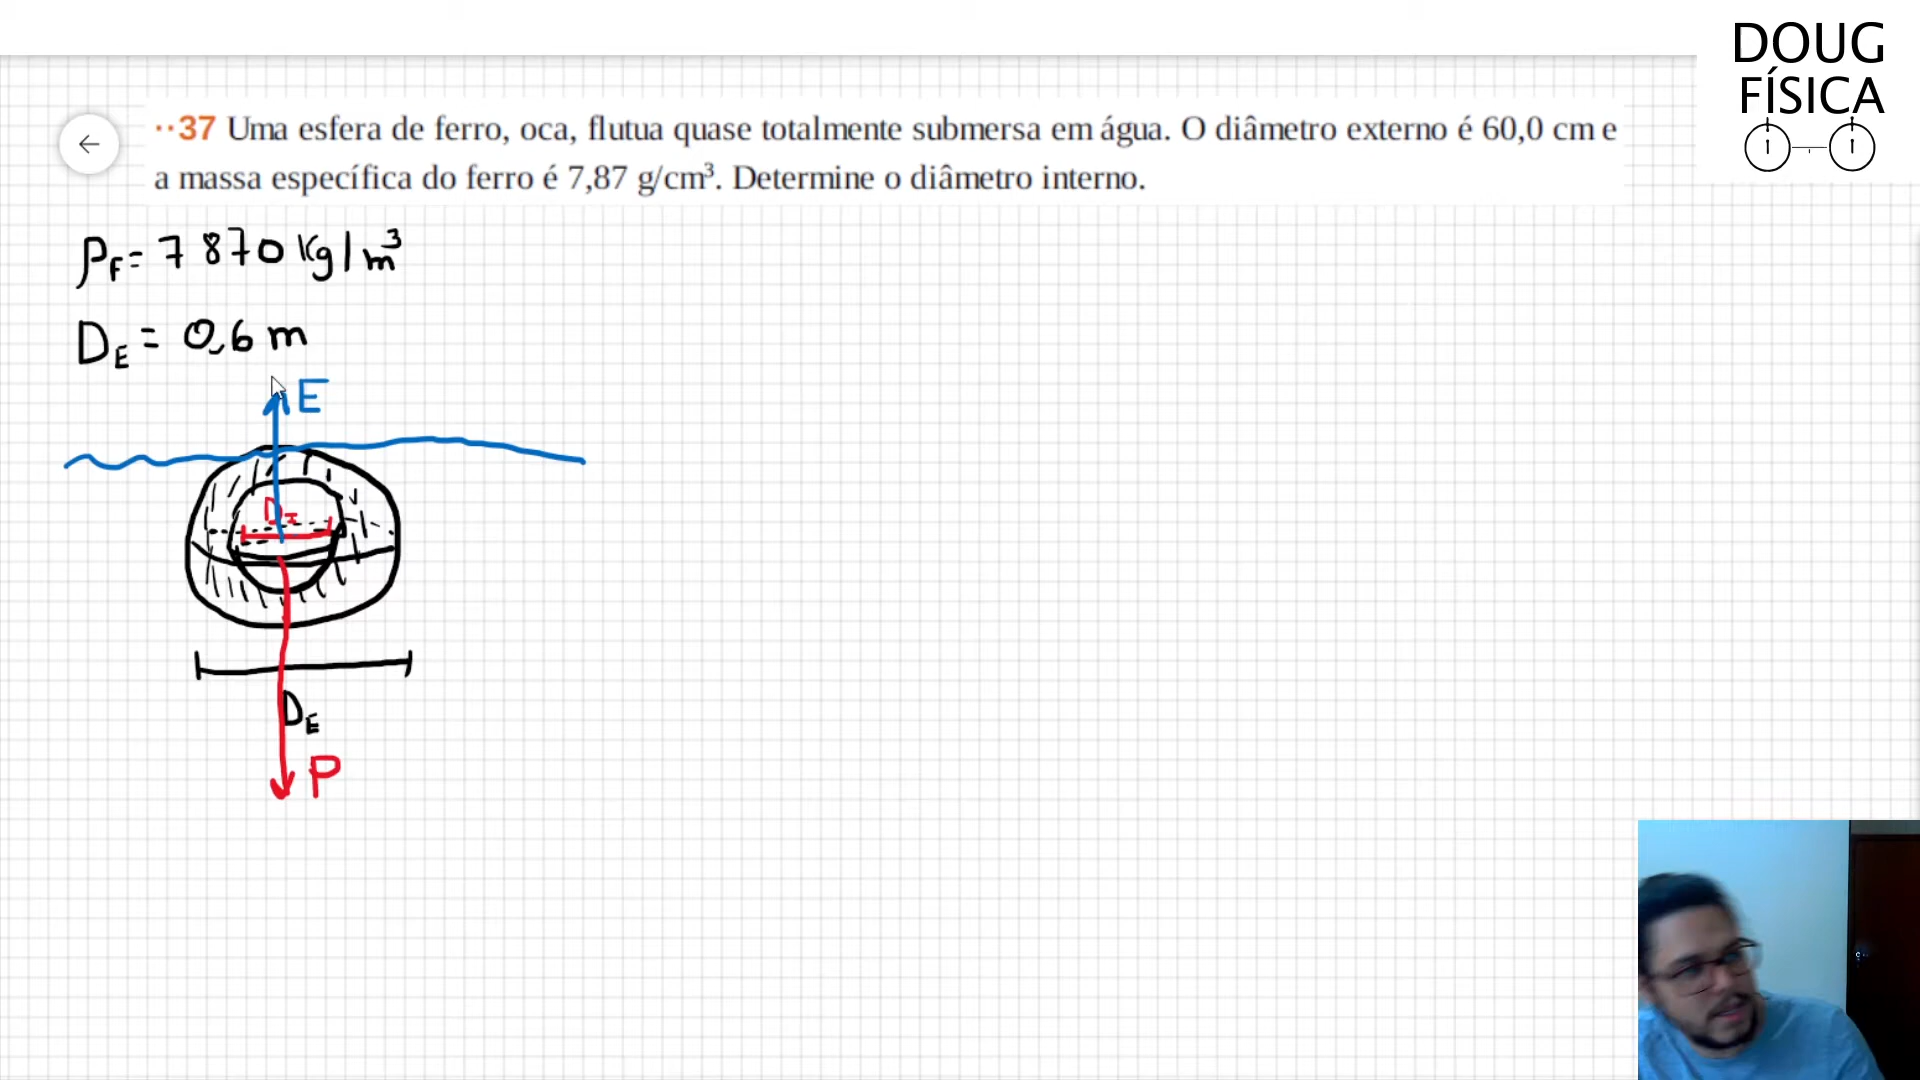 DOUG
FÍSICA
··37 Uma esfera de ferro, oca, flutua quase totalmente submersa em água. O diâmetro externo é 60,0 cm e
a massa específica do ferro é 7,87 g/cm³. Determine o diâmetro interno.
ρF = 7 870 Kg/m³
DE = 0,6 m
E
DI
DE
P